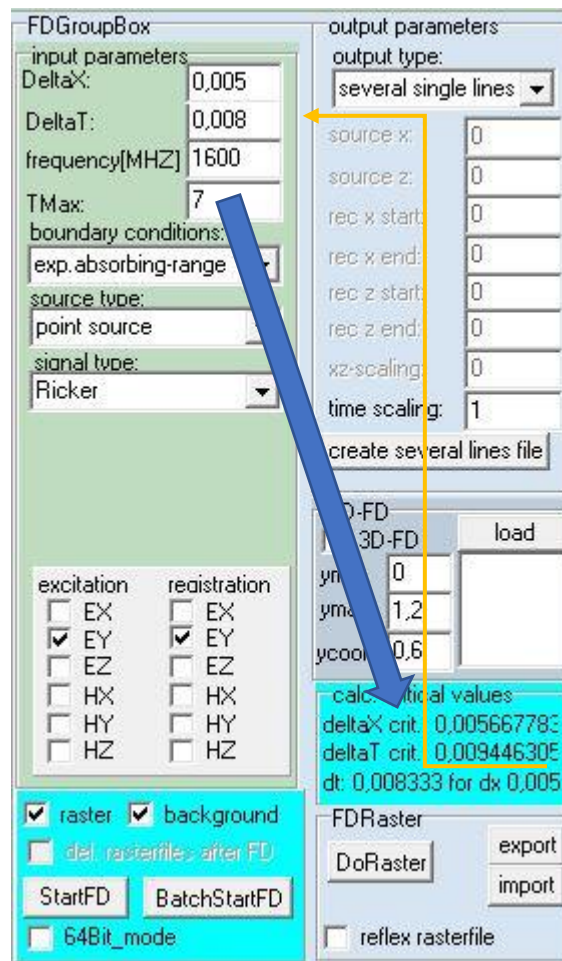 FDGroupBox
input parameters
DeltaX: 0,005
DeltaT: 0,008
frequency[MHZ] 1600
TMax: 7
boundary conditions:
exp.absorbing-range
source type:
point source
signal type:
Ricker
excitation registration
EX EX
EY EY
EZ EZ
HX HX
HY HY
HZ HZ
raster background
del. rasterfiles after FD
StartFD BatchStartFD
64Bit_mode
output parameters
output type:
several single lines
source x: 0
source z: 0
rec x start: 0
rec x end: 0
rec z start: 0
rec z end: 0
xz-scaling: 0
time scaling: 1
create several lines file
D-FD
3D-FD load
0
1,2
0,6
values
deltaX crit. 0,005667783
deltaT crit. 0,009446305
dt: 0,008333 for dx 0,005
FDRaster
DoRaster export
import
reflex rasterfile